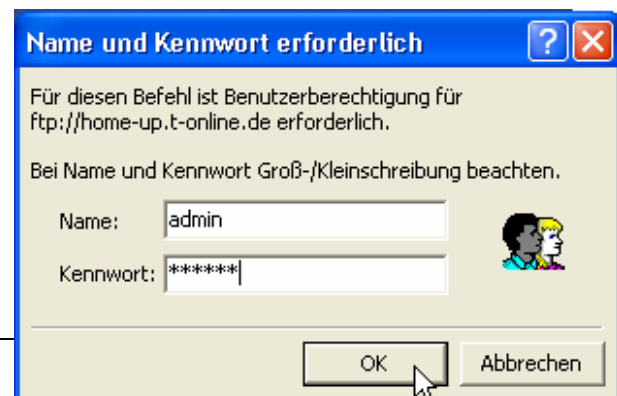 Name und Kennwort erforderlich
Für diesen Befehl ist Benutzerberechtigung für
ftp://home-up.t-online.de erforderlich.
Bei Name und Kennwort Groß-/Kleinschreibung beachten.
Name: admin
Kennwort: ******
OK Abbrechen